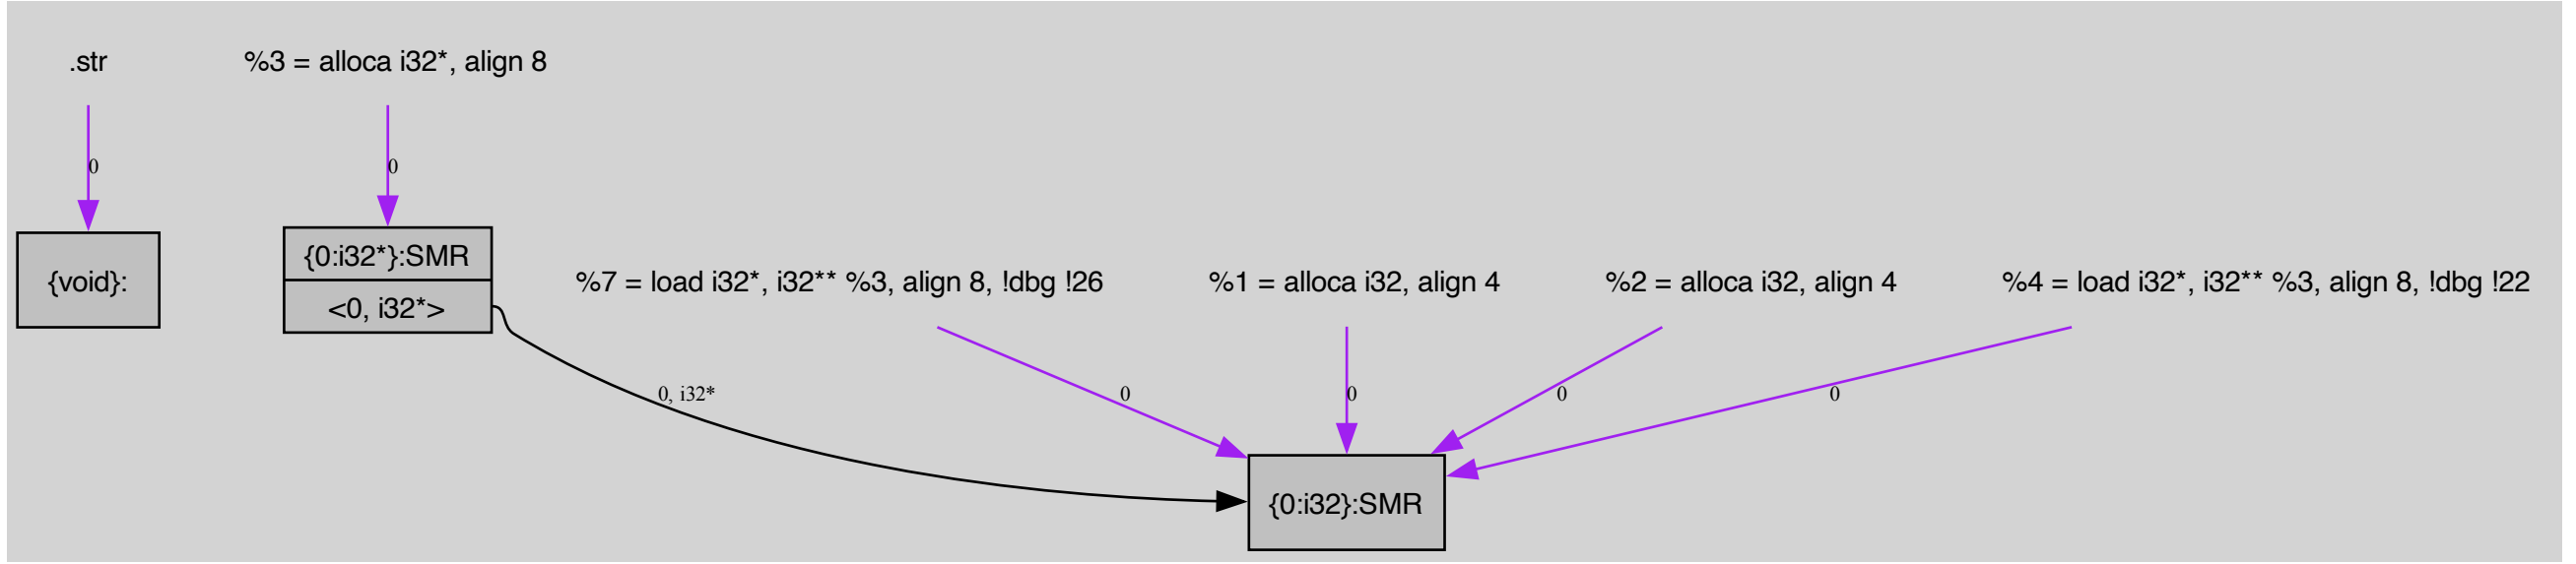 .str
%3 = alloca i32*, align 8
0
0
{void}:
{0:i32*}:SMR
<0, i32*>
%7 = load i32*, i32** %3, align 8, !dbg !26
%1 = alloca i32, align 4
%2 = alloca i32, align 4
%4 = load i32*, i32** %3, align 8, !dbg !22
0, i32*
0
0
0
0
{0:i32}:SMR